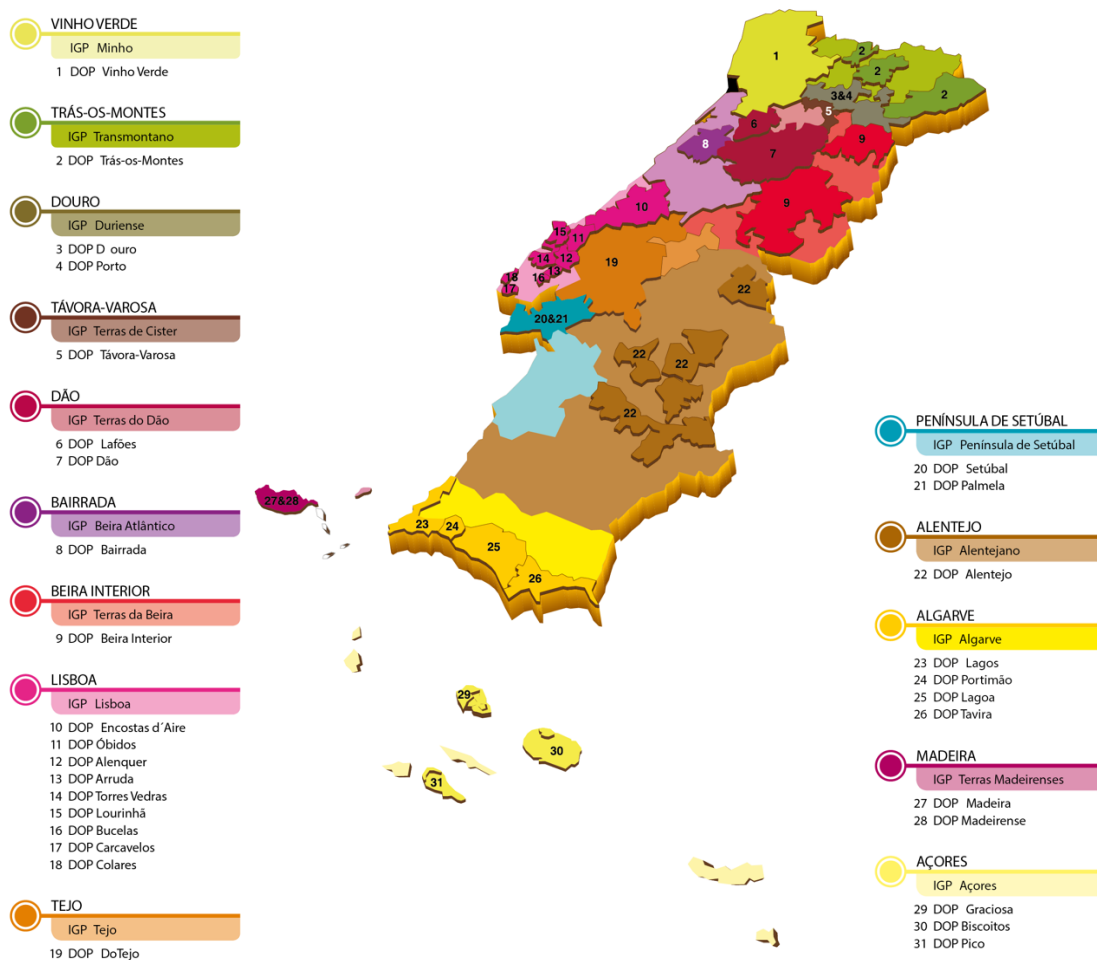 VINHO VERDE
IGP Minho
1 DOP Vinho Verde
TRÁS-OS-MONTES
IGP Transmontano
2 DOP Trás-os-Montes
DOURO
IGP Duriense
3 DOP D ouro
4 DOP Porto
TÁVORA-VAROSA
IGP Terras de Cister
5 DOP Távora-Varosa
DÃO
IGP Terras do Dão
6 DOP Lafões
7 DOP Dão
BAIRRADA
IGP Beira Atlântico
8 DOP Bairrada
BEIRA INTERIOR
IGP Terras da Beira
9 DOP Beira Interior
LISBOA
IGP Lisboa
10 DOP Encostas d´Aire
11 DOP Óbidos
12 DOP Alenquer
13 DOP Arruda
14 DOP Torres Vedras
15 DOP Lourinhã
16 DOP Bucelas
17 DOP Carcavelos
18 DOP Colares
TEJO
IGP Tejo
19 DOP DoTejo
1
2
2
3&4
2
5
6
8
7
9
10
9
15
11
14
12
13
16
18
17
19
22
20&21
22
22
22
27&28
23
24
25
26
29
30
31
PENÍNSULA DE SETÚBAL
IGP Península de Setúbal
20 DOP Setúbal
21 DOP Palmela
ALENTEJO
IGP Alentejano
22 DOP Alentejo
ALGARVE
IGP Algarve
23 DOP Lagos
24 DOP Portimão
25 DOP Lagoa
26 DOP Tavira
MADEIRA
IGP Terras Madeirenses
27 DOP Madeira
28 DOP Madeirense
AÇORES
IGP Açores
29 DOP Graciosa
30 DOP Biscoitos
31 DOP Pico